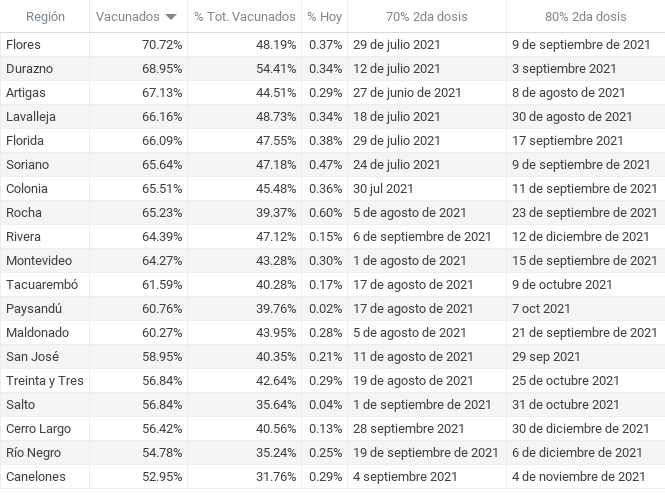 Región Vacunados % Tot. Vacunados % Hoy 70% 2da dosis 80% 2da dosis
Flores 70.72% 48.19% 0.37% 29 de julio 2021 9 de septiembre de 2021
Durazno 68.95% 54.41% 0.34% 12 de julio 2021 3 septiembre 2021
Artigas 67.13% 44.51% 0.29% 27 de junio de 2021 8 de agosto de 2021
Lavalleja 66.16% 48.73% 0.34% 18 de julio 2021 30 de agosto de 2021
Florida 66.09% 47.55% 0.38% 29 de julio 2021 17 septiembre 2021
Soriano 65.64% 47.18% 0.47% 24 de julio 2021 9 de septiembre de 2021
Colonia 65.51% 45.48% 0.36% 30 jul 2021 11 de septiembre de 2021
Rocha 65.23% 39.37% 0.60% 5 de agosto de 2021 23 de septiembre de 2021
Rivera 64.39% 47.12% 0.15% 6 de septiembre de 2021 12 de diciembre de 2021
Montevideo 64.27% 43.28% 0.30% 1 de agosto de 2021 15 de septiembre de 2021
Tacuarembó 61.59% 40.28% 0.17% 17 de agosto de 2021 9 de octubre 2021
Paysandú 60.76% 39.76% 0.02% 17 de agosto de 2021 7 oct 2021
Maldonado 60.27% 43.95% 0.28% 5 de agosto de 2021 21 de septiembre de 2021
San José 58.95% 40.35% 0.21% 11 de agosto de 2021 29 sep 2021
Treinta y Tres 56.84% 42.64% 0.29% 19 de agosto de 2021 25 de octubre 2021
Salto 56.84% 35.64% 0.04% 1 de septiembre de 2021 31 de octubre 2021
Cerro Largo 56.42% 40.56% 0.13% 28 septiembre 2021 30 de diciembre de 2021
Río Negro 54.78% 35.24% 0.25% 19 de septiembre de 2021 6 de diciembre de 2021
Canelones 52.95% 31.76% 0.29% 4 septiembre 2021 4 de noviembre de 2021